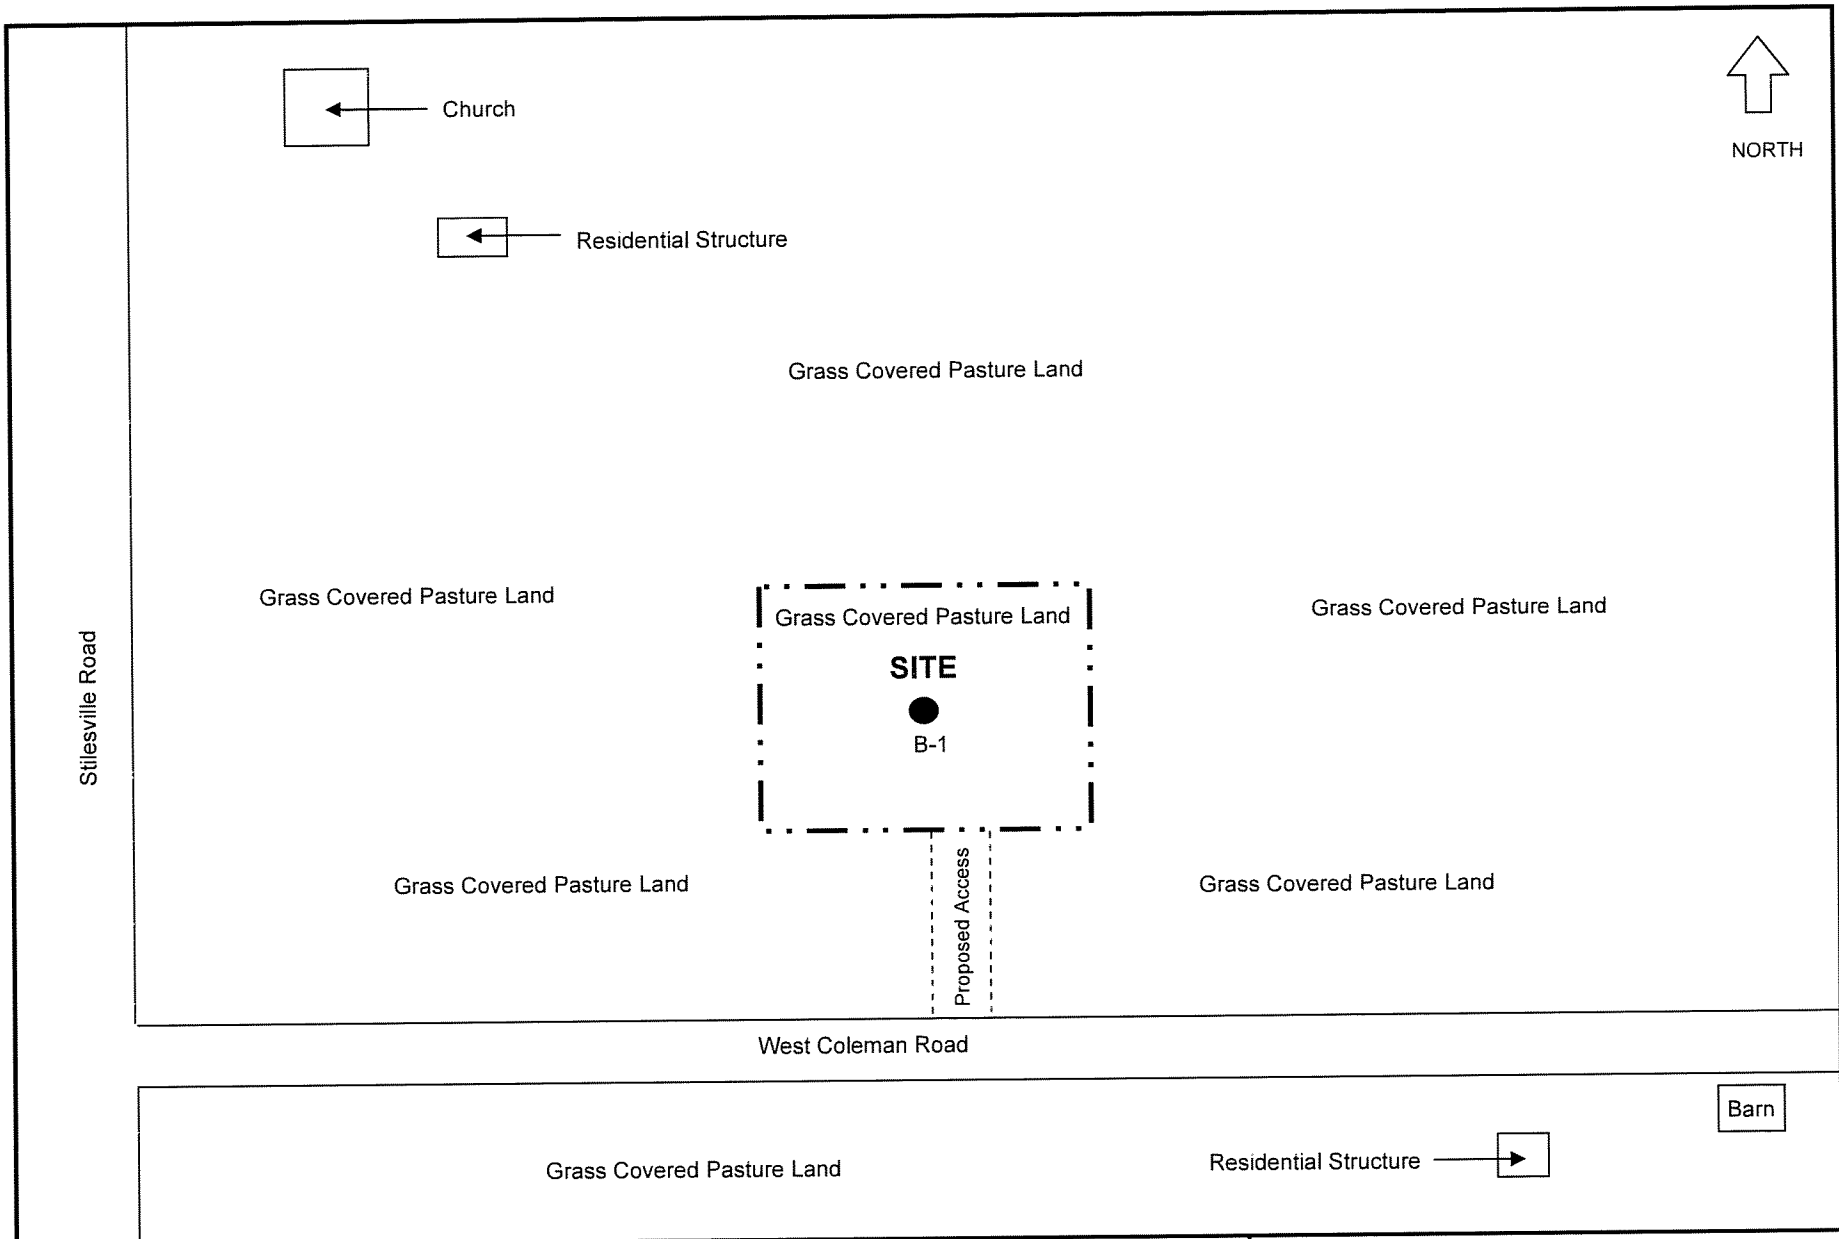 Church
NORTH
Residential Structure
Grass Covered Pasture Land
Grass Covered Pasture Land
Grass Covered Pasture Land
Grass Covered Pasture Land
SITE
B-1
Stilesville Road
Grass Covered Pasture Land
Proposed Access
Grass Covered Pasture Land
West Coleman Road
Barn
Grass Covered Pasture Land
Residential Structure